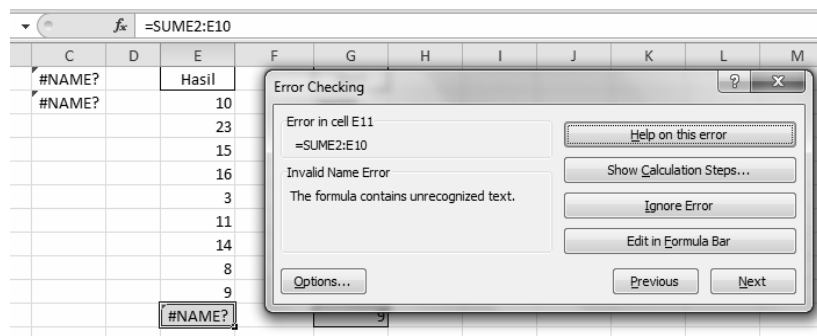 fx =SUME2:E10
C D E F G H I J K L M
#NAME? Hasil
#NAME? 10
23
15
16
3
11
14
8
9
#NAME? 9
Error Checking
Error in cell E11
=SUME2:E10
Invalid Name Error
The formula contains unrecognized text.
Help on this error
Show Calculation Steps...
Ignore Error
Edit in Formula Bar
Options...
Previous Next